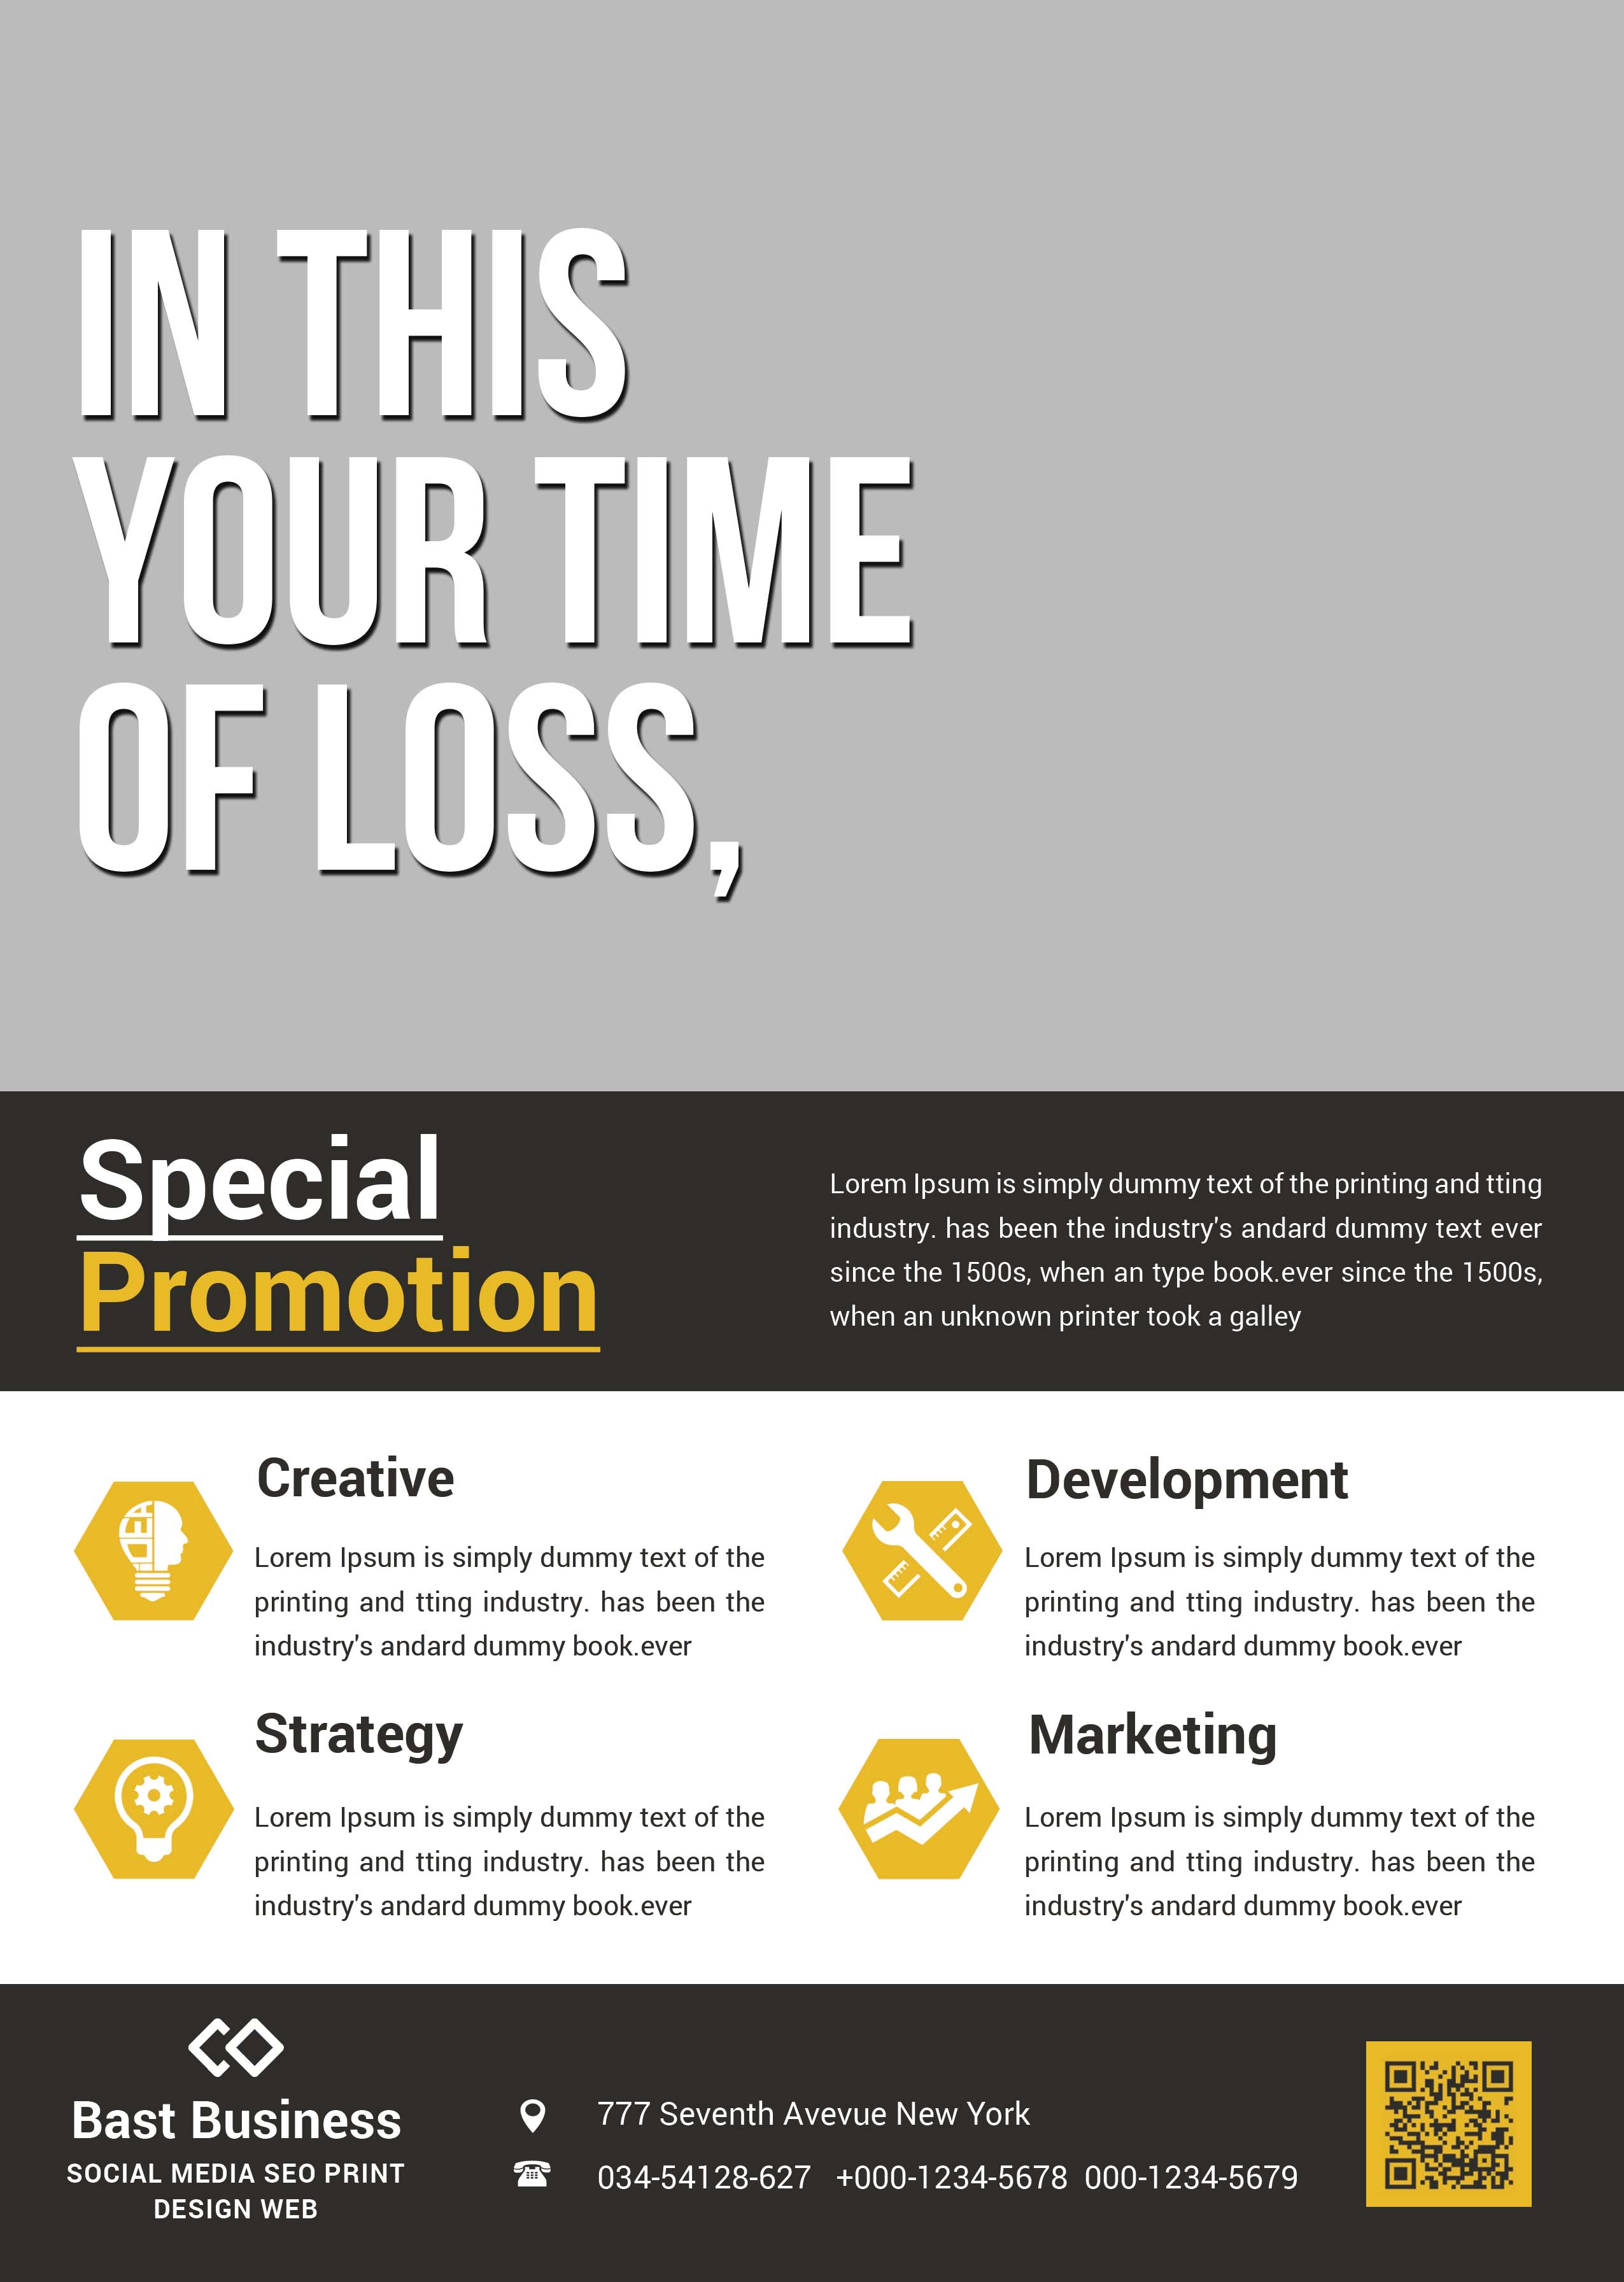 IN THIS
YOUR TIME
OF LOSS,
Special
Promotion
Lorem Ipsum is simply dummy text of the printing and tting
industry. has been the industry's andard dummy text ever
since the 1500s, when an type book.ever since the 1500s,
when an unknown printer took a galley
Creative
Lorem Ipsum is simply dummy text of the
printing and tting industry. has been the
industry's andard dummy book.ever
Development
Lorem Ipsum is simply dummy text of the
printing and tting industry. has been the
industry's andard dummy book.ever
Strategy
Lorem Ipsum is simply dummy text of the
printing and tting industry. has been the
industry's andard dummy book.ever
Marketing
Lorem Ipsum is simply dummy text of the
printing and tting industry. has been the
industry's andard dummy book.ever
Bast Business
SOCIAL MEDIA SEO PRINT
DESIGN WEB
777 Seventh Avevue New York
034-54128-627 +000-1234-5678 000-1234-5679